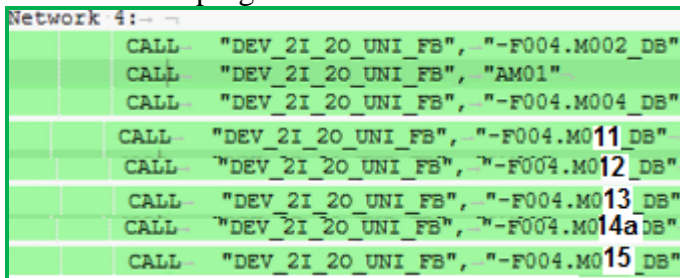 Network 4:
CALL "DEV_2I_2O_UNI_FB", "-F004.M002_DB"
CALL "DEV_2I_2O_UNI_FB", "AM01"
CALL "DEV_2I_2O_UNI_FB", "-F004.M004_DB"
CALL "DEV_2I_2O_UNI_FB", "-F004.M011_DB"
CALL "DEV_2I_2O_UNI_FB", "-F004.M012_DB"
CALL "DEV_2I_2O_UNI_FB", "-F004.M013_DB"
CALL "DEV_2I_2O_UNI_FB", "-F004.M014aDB"
CALL "DEV_2I_2O_UNI_FB", "-F004.M015_DB"